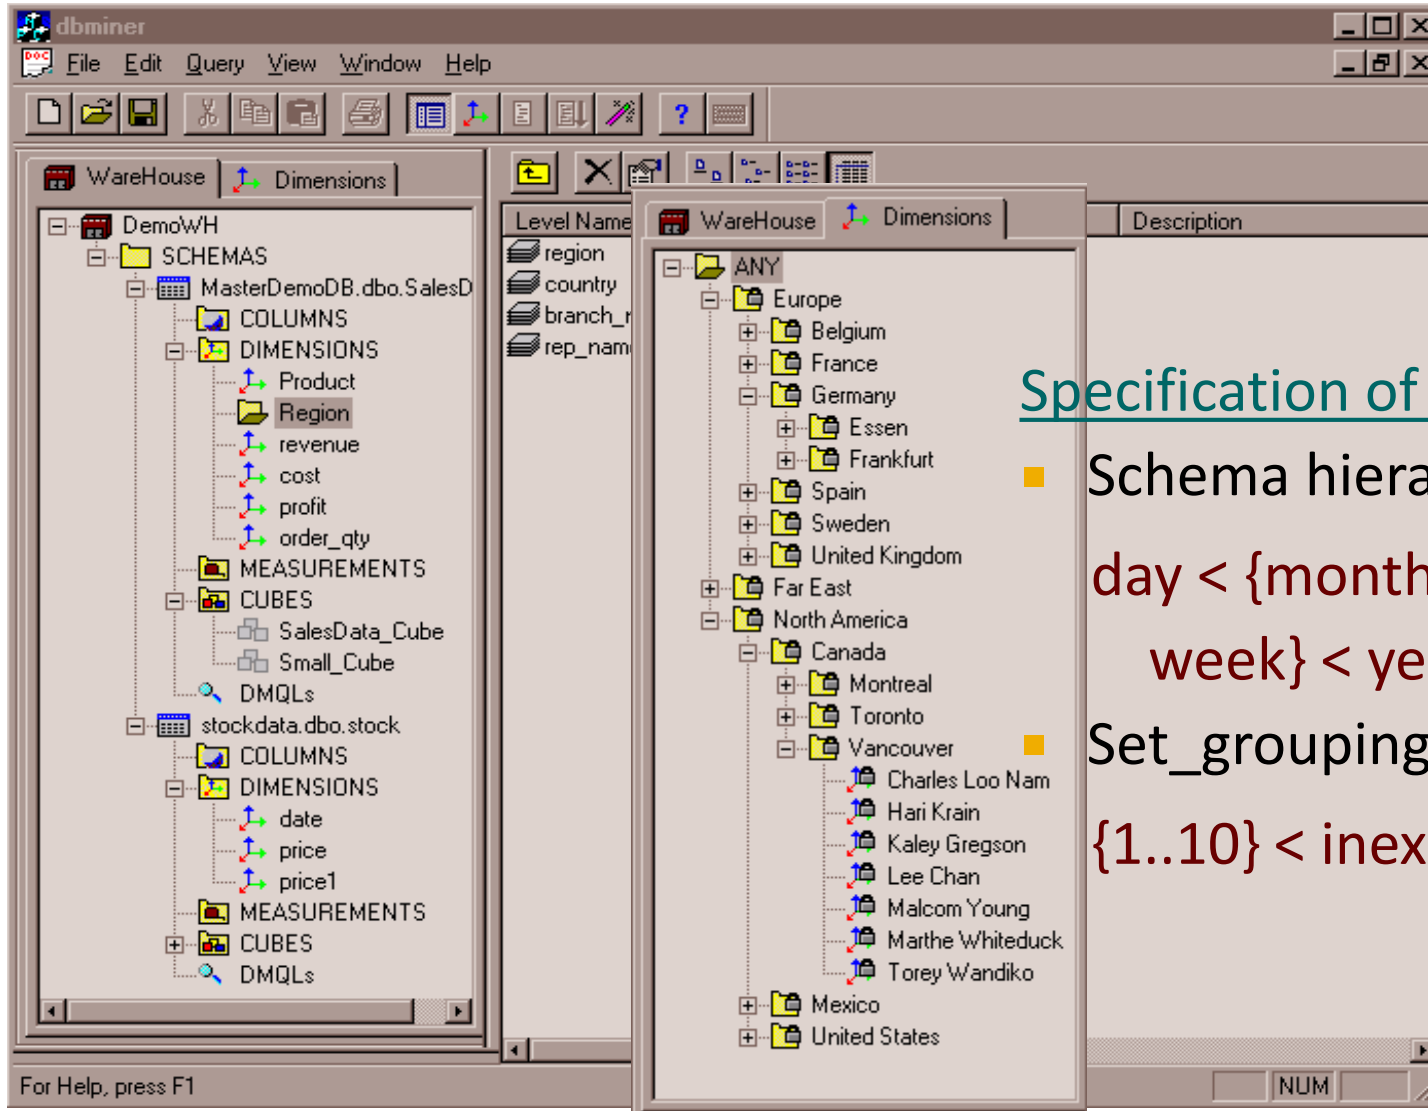 dbminer
File Edit Query View Window Help
WareHouse Dimensions
DemoWH
SCHEMAS
MasterDemoDB.dbo.SalesD
COLUMNS
DIMENSIONS
Product
Region
revenue
cost
profit
order_qty
MEASUREMENTS
CUBES
SalesData_Cube
Small_Cube
DMQLs
stockdata.dbo.stock
COLUMNS
DIMENSIONS
date
price
price1
MEASUREMENTS
CUBES
DMQLs
Level Name Description
region
country
branch_r
rep_nam
WareHouse Dimensions
ANY
Europe
Belgium
France
Germany
Essen
Frankfurt
Spain
Sweden
United Kingdom
Far East
North America
Canada
Montreal
Toronto
Vancouver
Charles Loo Nam
Hari Krain
Kaley Gregson
Lee Chan
Malcom Young
Marthe Whiteduck
Torey Wandiko
Mexico
United States
Specification of
Schema hiera
day < {month
week} < ye
Set_grouping
{1..10} < inex
For Help, press F1
NUM